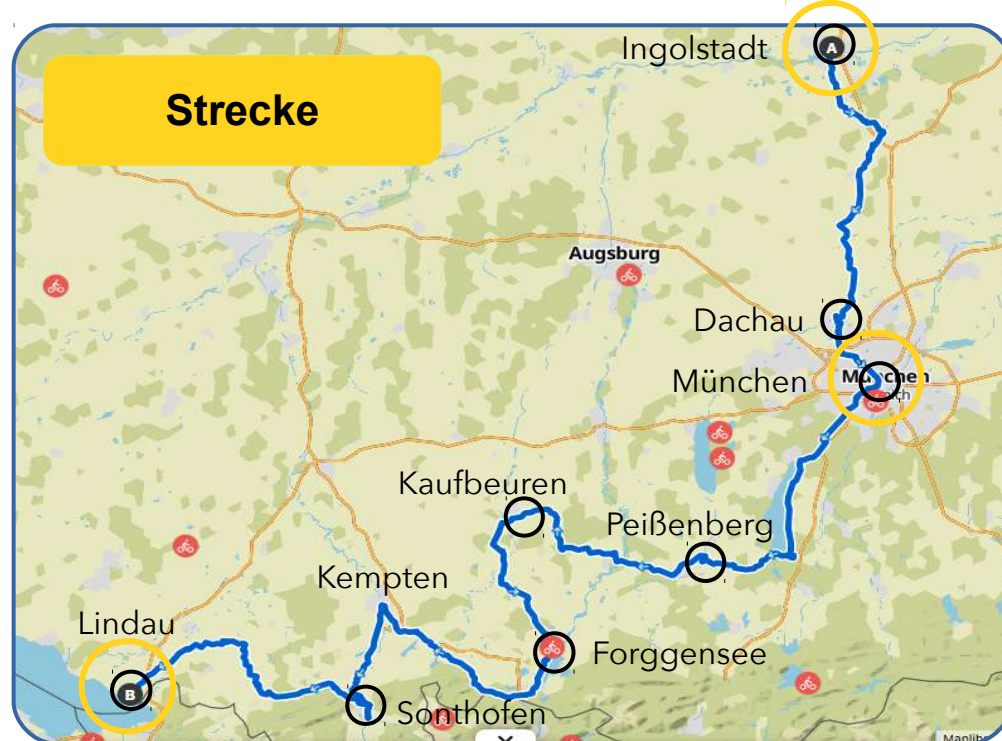 Ingolstadt
A
Strecke
Augsburg
Dachau
München
Kaufbeuren
Peißenberg
Kempten
Lindau
Forggensee
B
Sonthofen